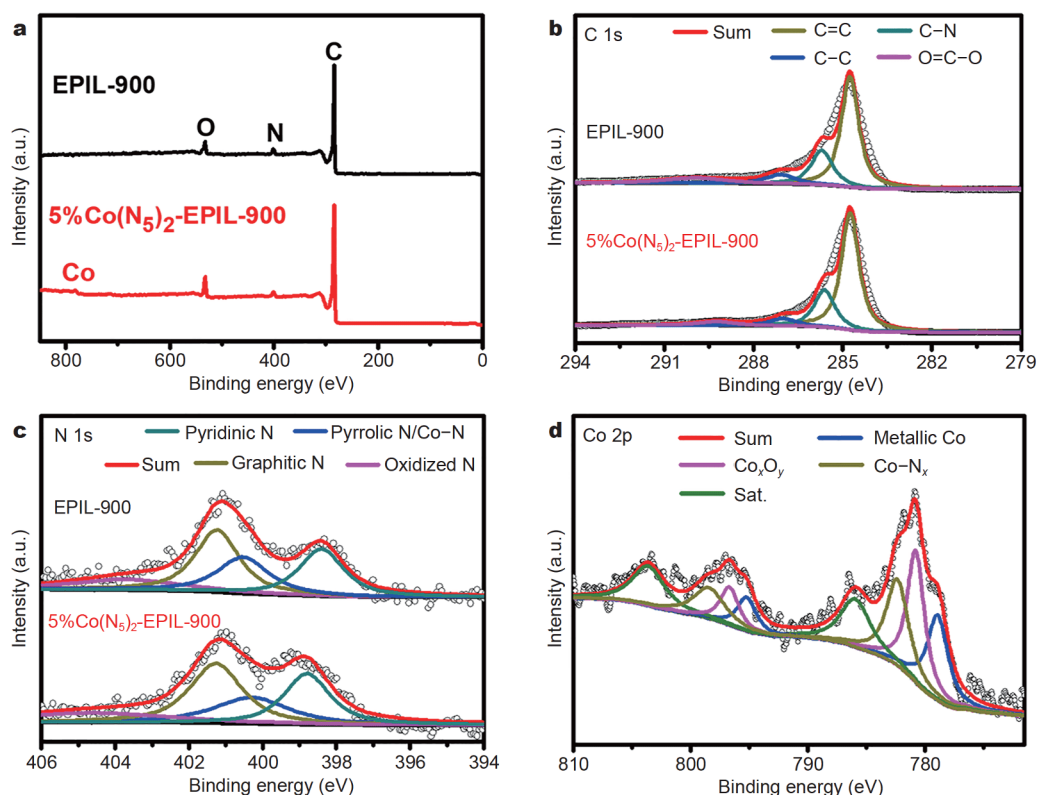 a
EPIL-900
O
N
C
5%Co(N₅)₂-EPIL-900
Co
Intensity (a.u.)
800 600 400 200 0
Binding energy (eV)
b
C 1s
Sum C=C C−N
C−C O=C−O
EPIL-900
5%Co(N₅)₂-EPIL-900
Intensity (a.u.)
294 291 288 285 282 279
Binding energy (eV)
c
N 1s
Pyridinic N Pyrrolic N/Co−N
Sum Graphitic N Oxidized N
EPIL-900
5%Co(N₅)₂-EPIL-900
Intensity (a.u.)
406 404 402 400 398 396 394
Binding energy (eV)
d
Co 2p
Sum Metallic Co
CoₓOᵧ Co−Nₓ
Sat.
Intensity (a.u.)
810 800 790 780
Binding energy (eV)